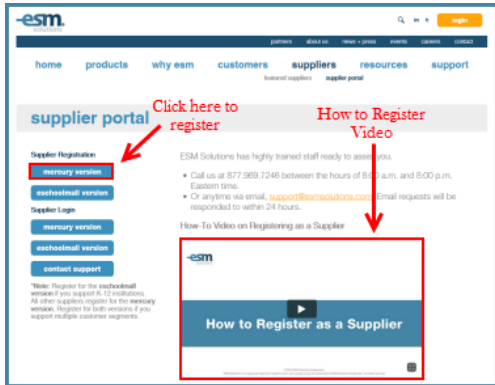 esm.
solutions
login
partners about us news + press events careers contact
home products why esm customers suppliers resources support
featured suppliers supplier portal
supplier portal
Click here to
register
How to Register
Video
Supplier Registration
mercury version
eschoolmall version
Supplier Login
mercury version
eschoolmall version
contact support
*Note: Register for the eschoolmall
version if you support K-12 institutions.
All other suppliers register for the mercury
version. Register for both versions if you
support multiple customer segments.
ESM Solutions has highly trained staff ready to assist you.
• Call us at 877.969.7246 between the hours of 8:00 a.m. and 8:00 p.m.
Eastern time.
• Or anytime via email, support@esmsolutions.com. Email requests will be
responded to within 24 hours.
How-To Video on Registering as a Supplier
esm
How to Register as a Supplier